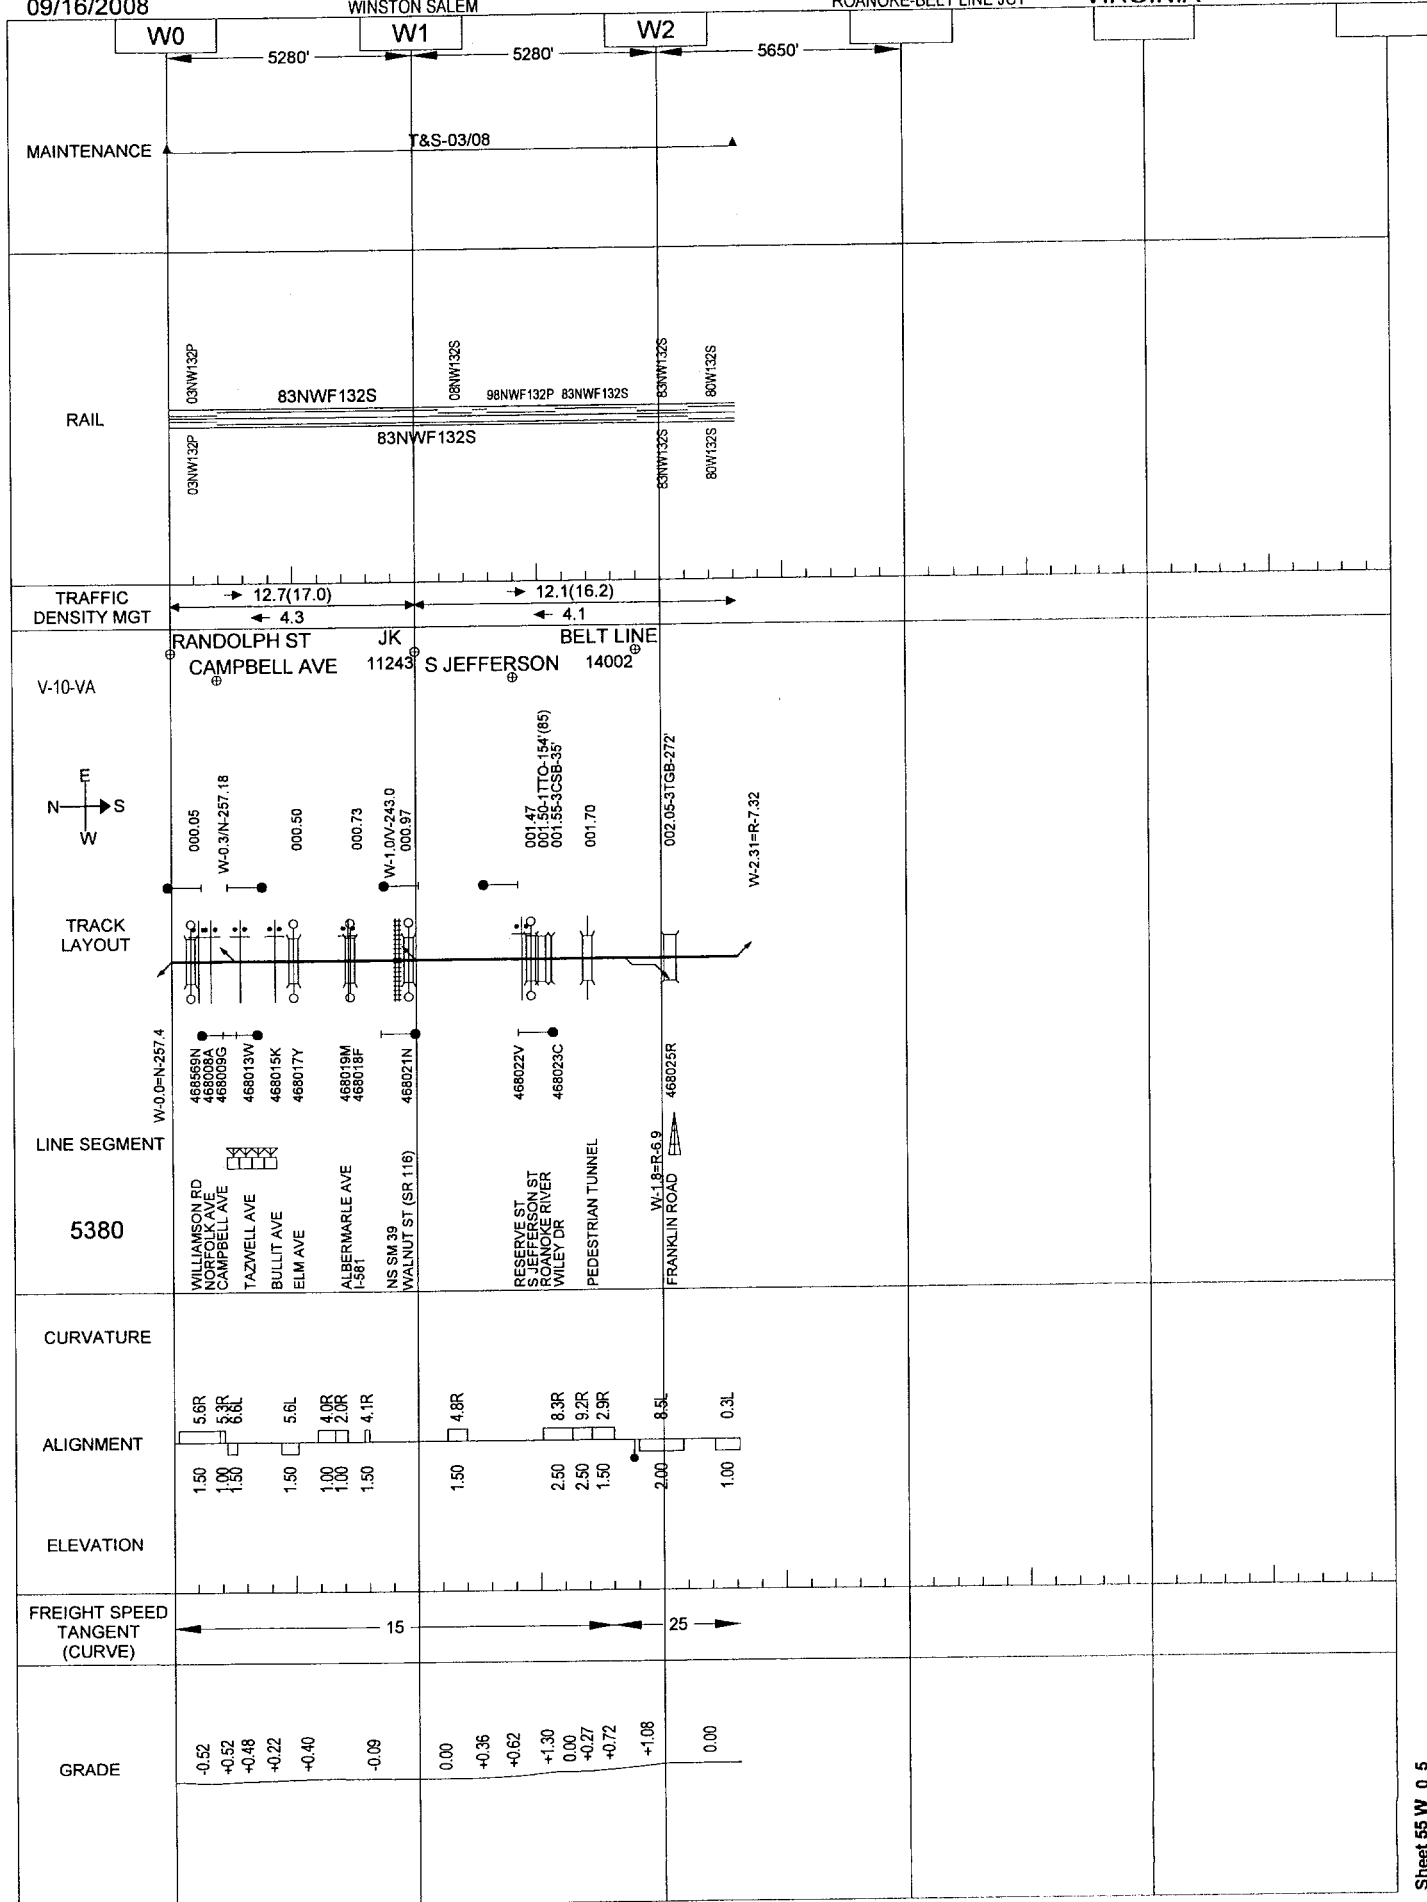 09/16/2008
WINSTON SALEM
ROANOKE-BELT LINE JCT
VIRGINIA
W0
W1
W2
5280'
5280'
5650'
MAINTENANCE
T&S-03/08
RAIL
03NW132P
83NWF132S
08NW132S
98NWF132P
83NWF132S
83NW132S
80W132S
03NW132P
83NWF132S
83NW132S
80W132S
TRAFFIC
DENSITY MGT
12.7(17.0)
4.3
12.1(16.2)
4.1
RANDOLPH ST
JK
BELT LINE
CAMPBELL AVE
11243
S JEFFERSON
14002
V-10-VA
E
N
S
W
000.05
W-0.3/N-257.18
000.50
000.73
W-1.0/V-243.0
000.97
001.47
001.50-1TTO-154'(85)
001.55-3CSB-35'
001.70
002.05-3TGB-272'
W-2.31=R-7.32
TRACK
LAYOUT
W-0.0=N-257.4
468569N
468008A
468009G
468013W
468015K
468017Y
468019M
468018F
468021N
468022V
468023C
468025R
LINE SEGMENT
5380
WILLIAMSON RD
NORFOLK AVE
CAMPBELL AVE
TAZWELL AVE
BULLIT AVE
ELM AVE
ALBERMARLE AVE
I-581
NS SM 39
WALNUT ST (SR 116)
RESERVE ST
S JEFFERSON ST
ROANOKE RIVER
WILEY DR
PEDESTRIAN TUNNEL
W-1.8=R-6.9
FRANKLIN ROAD
CURVATURE
5.6R
5.3R
6.6L
5.6L
4.0R
2.0R
4.1R
4.8R
8.3R
9.2R
2.9R
8.5L
0.3L
ALIGNMENT
1.50
1.00
1.50
1.50
1.00
1.00
1.50
1.50
2.50
2.50
1.50
2.00
1.00
ELEVATION
FREIGHT SPEED
TANGENT
(CURVE)
15
25
GRADE
-0.52
+0.52
+0.48
+0.22
+0.40
-0.09
0.00
+0.36
+0.62
+1.30
0.00
+0.27
+0.72
+1.08
0.00
Sheet 55 W 0 5